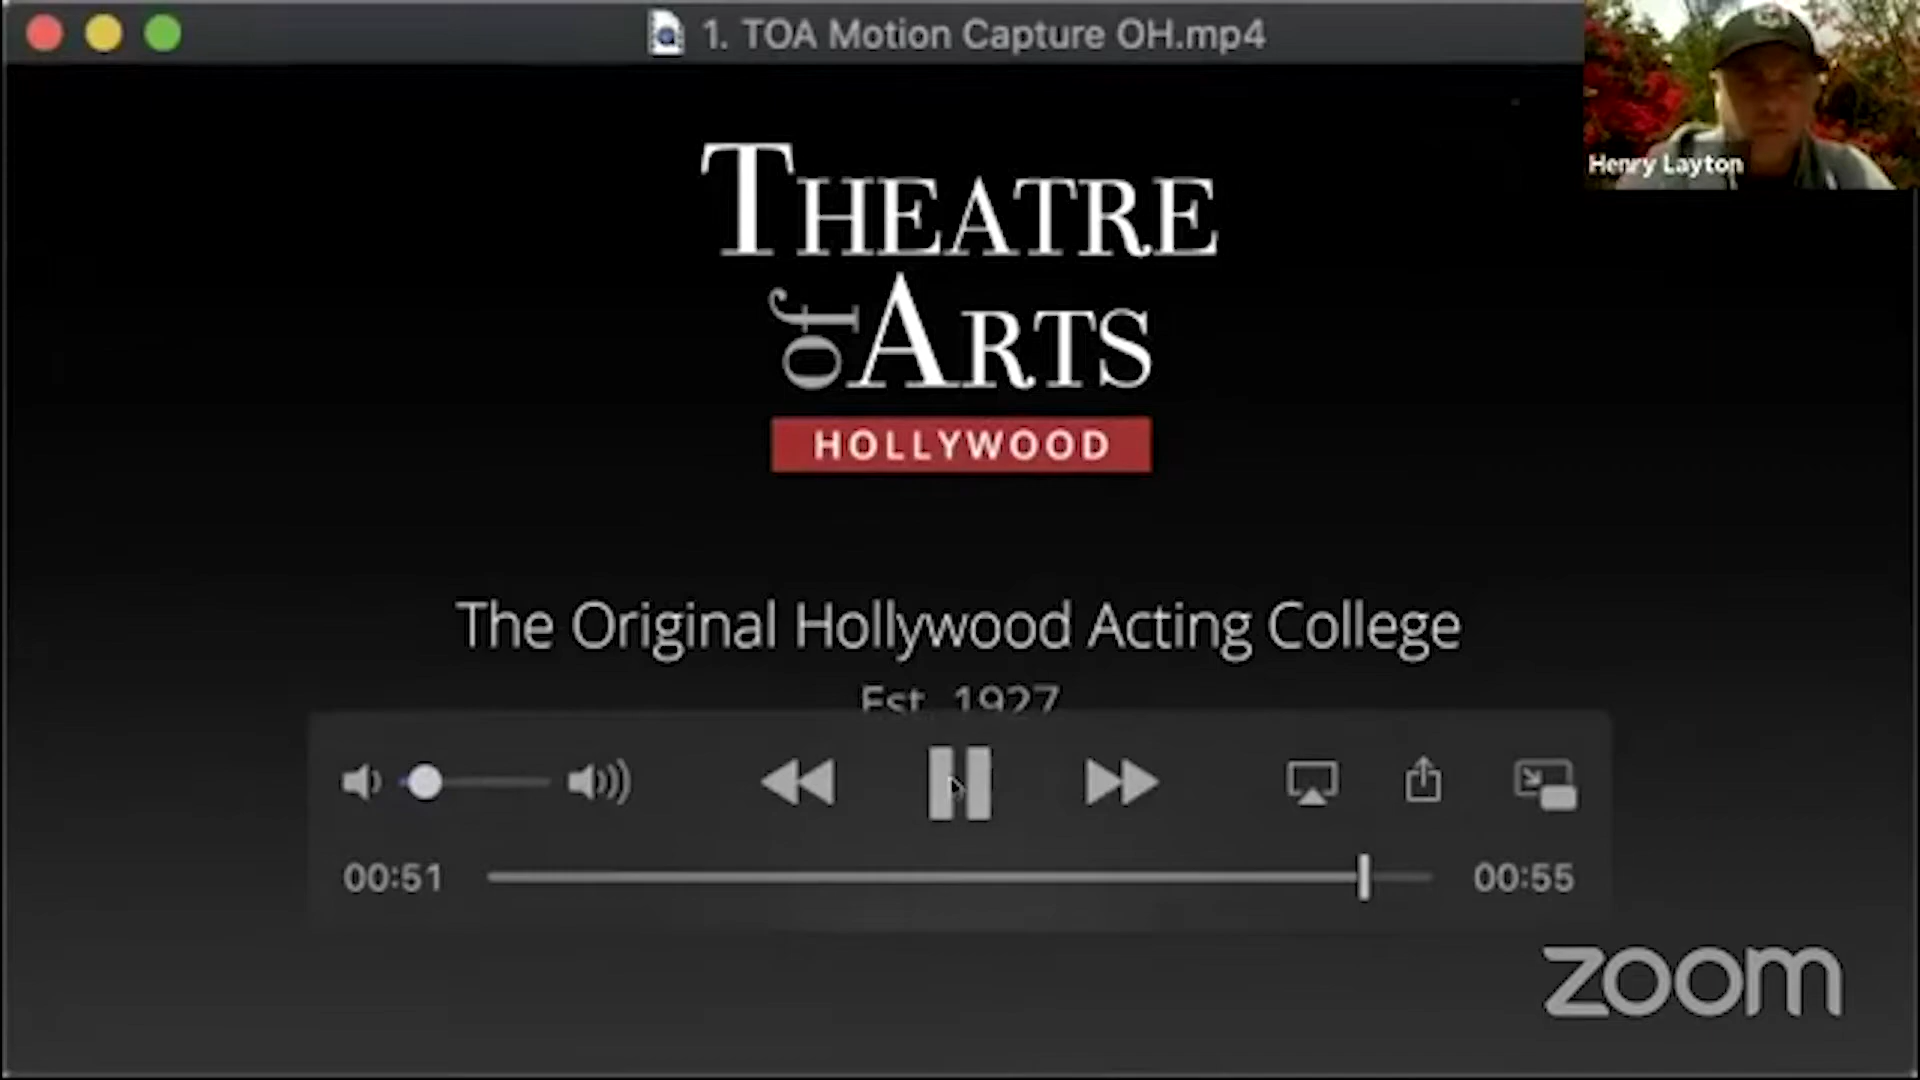 1. TOA Motion Capture OH.mp4
Henry Layton
THEATRE
of ARTS
HOLLYWOOD
The Original Hollywood Acting College
Est. 1927
00:51
00:55
zoom